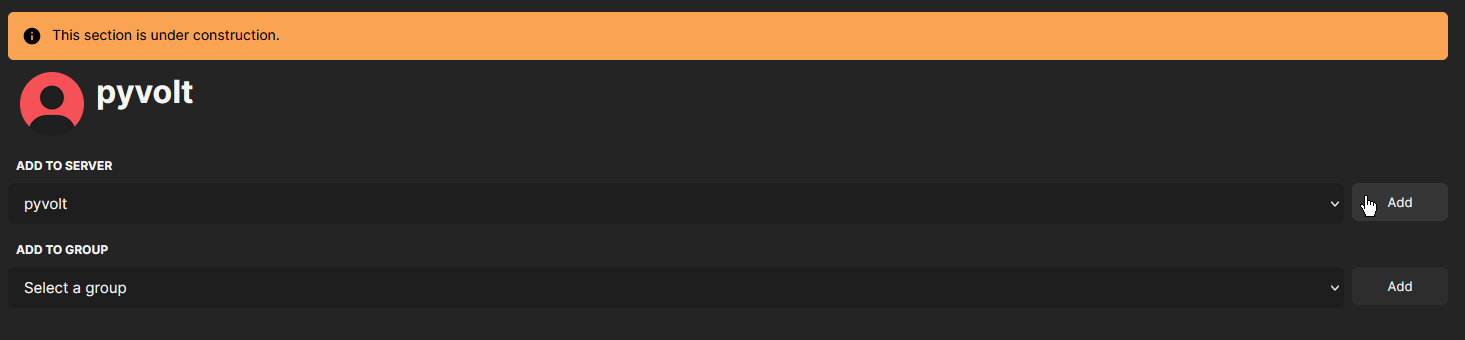 This section is under construction.
pyvolt
ADD TO SERVER
pyvolt
Add
ADD TO GROUP
Select a group
Add